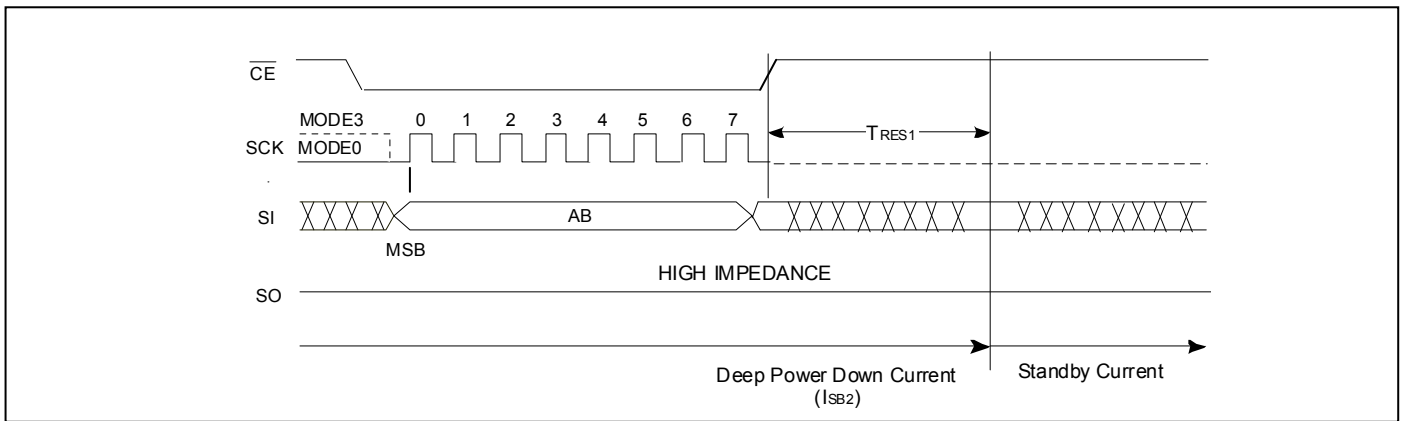 CE
MODE3 0 1 2 3 4 5 6 7
SCK MODE0
TRES1
SI AB
MSB
HIGH IMPEDANCE
SO
Deep Power Down Current
(ISB2)
Standby Current